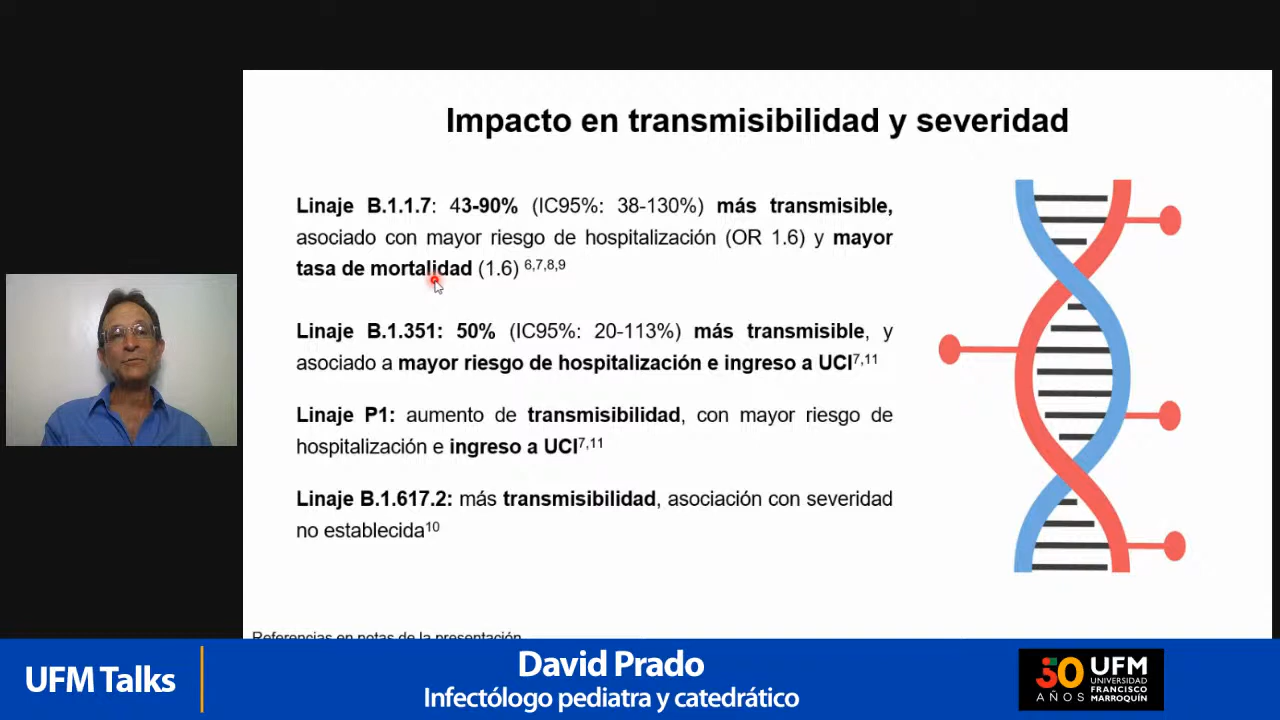 Impacto en transmisibilidad y severidad
Linaje B.1.1.7: 43-90% (IC95%: 38-130%) más transmisible,
asociado con mayor riesgo de hospitalización (OR 1.6) y mayor
tasa de mortalidad (1.6) 6,7,8,9
Linaje B.1.351: 50% (IC95%: 20-113%) más transmisible, y
asociado a mayor riesgo de hospitalización e ingreso a UCI7,11
Linaje P1: aumento de transmisibilidad, con mayor riesgo de
hospitalización e ingreso a UCI7,11
Linaje B.1.617.2: más transmisibilidad, asociación con severidad
no establecida10
Referencias en notas de la presentación
UFM Talks
David Prado
Infectólogo pediatra y catedrático
50 AÑOS
UFM
UNIVERSIDAD
FRANCISCO
MARROQUÍN